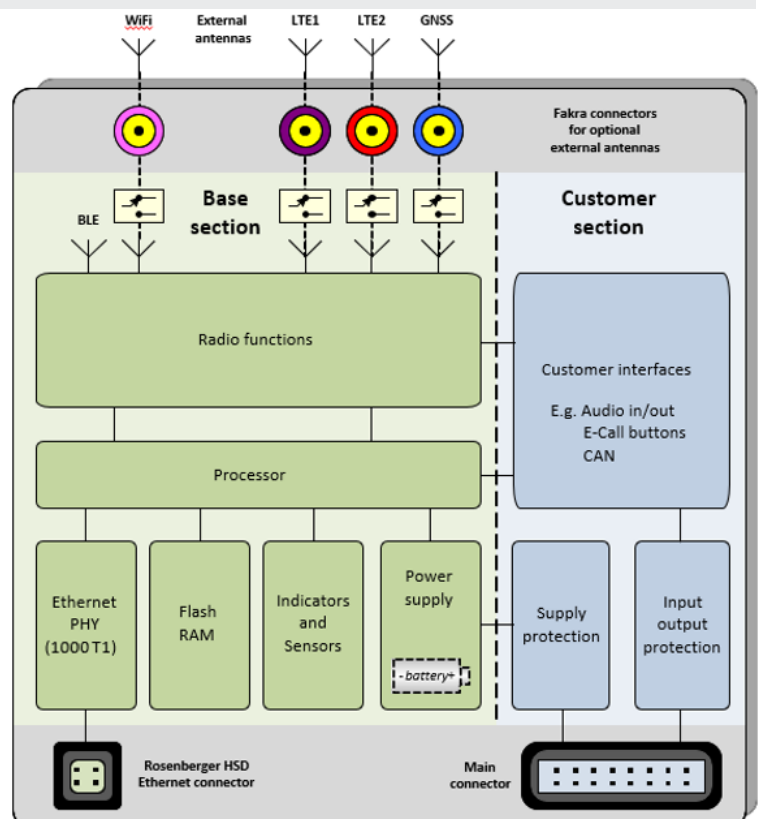 WiFi
External
antennas
LTE1
LTE2
GNSS
Fakra connectors
for optional
external antennas
Base
section
Customer
section
BLE
Radio functions
Customer interfaces
E.g. Audio in/out
E-Call buttons
CAN
Processor
Ethernet
PHY
(1000 T1)
Flash
RAM
Indicators
and
Sensors
Power
supply
- battery+
Supply
protection
Input
output
protection
Rosenberger HSD
Ethernet connector
Main
connector